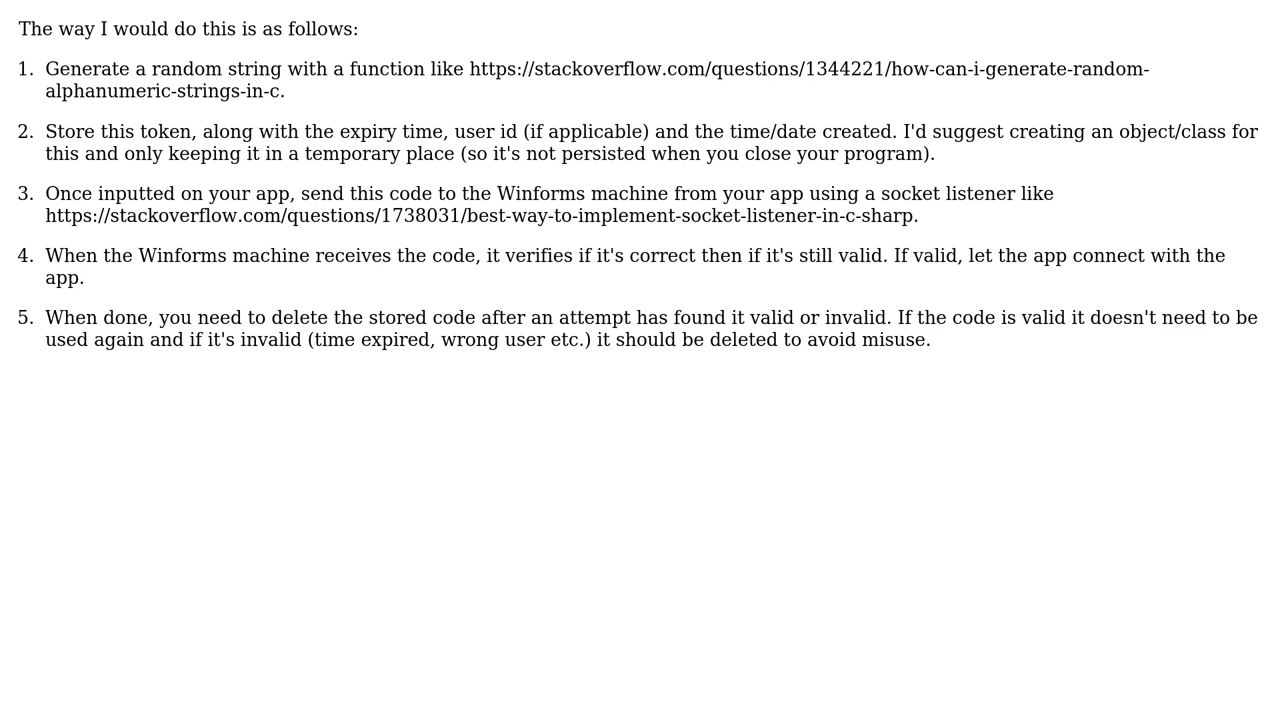 The way I would do this is as follows:
1. Generate a random string with a function like https://stackoverflow.com/questions/1344221/how-can-i-generate-random-
alphanumeric-strings-in-c.
2. Store this token, along with the expiry time, user id (if applicable) and the time/date created. I'd suggest creating an object/class for
this and only keeping it in a temporary place (so it's not persisted when you close your program).
3. Once inputted on your app, send this code to the Winforms machine from your app using a socket listener like
https://stackoverflow.com/questions/1738031/best-way-to-implement-socket-listener-in-c-sharp.
4. When the Winforms machine receives the code, it verifies if it's correct then if it's still valid. If valid, let the app connect with the
app.
5. When done, you need to delete the stored code after an attempt has found it valid or invalid. If the code is valid it doesn't need to be
used again and if it's invalid (time expired, wrong user etc.) it should be deleted to avoid misuse.